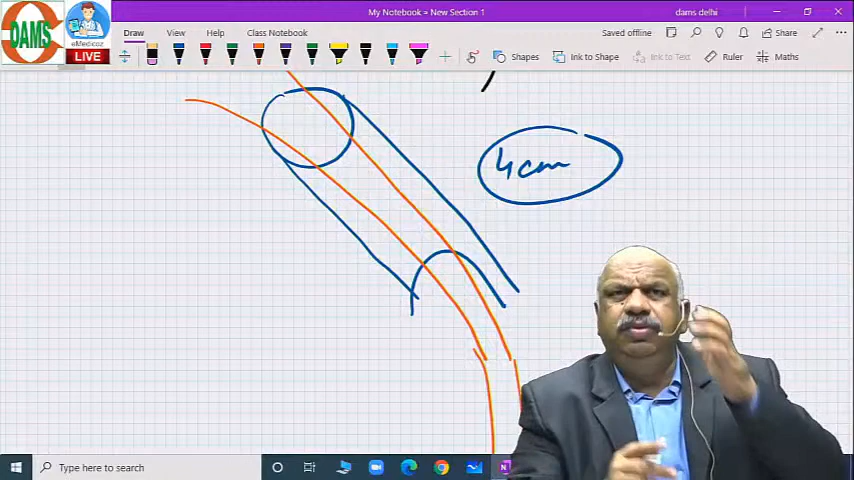 My Notebook = New Section 1
dams delhi
DAMS
eMedicoz
LIVE
Draw
View
Help
Class Notebook
Saved offline
Share
Shapes
Ink to Shape
Ink to Text
Ruler
Maths
4cm
Type here to search